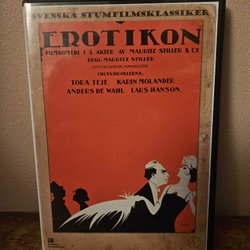 SVENSKA STUMFILMSKLASSIKER
EROTIKON
FILMKOMEDI I 5 AKTER AV MAURITZ STILLER & CO
REGI: MAURITZ STILLER
I HUVUDROLLERNA:
TORA TEJE. KARIN MOLANDER.
ANDERS DE WAHL. LARS HANSON.